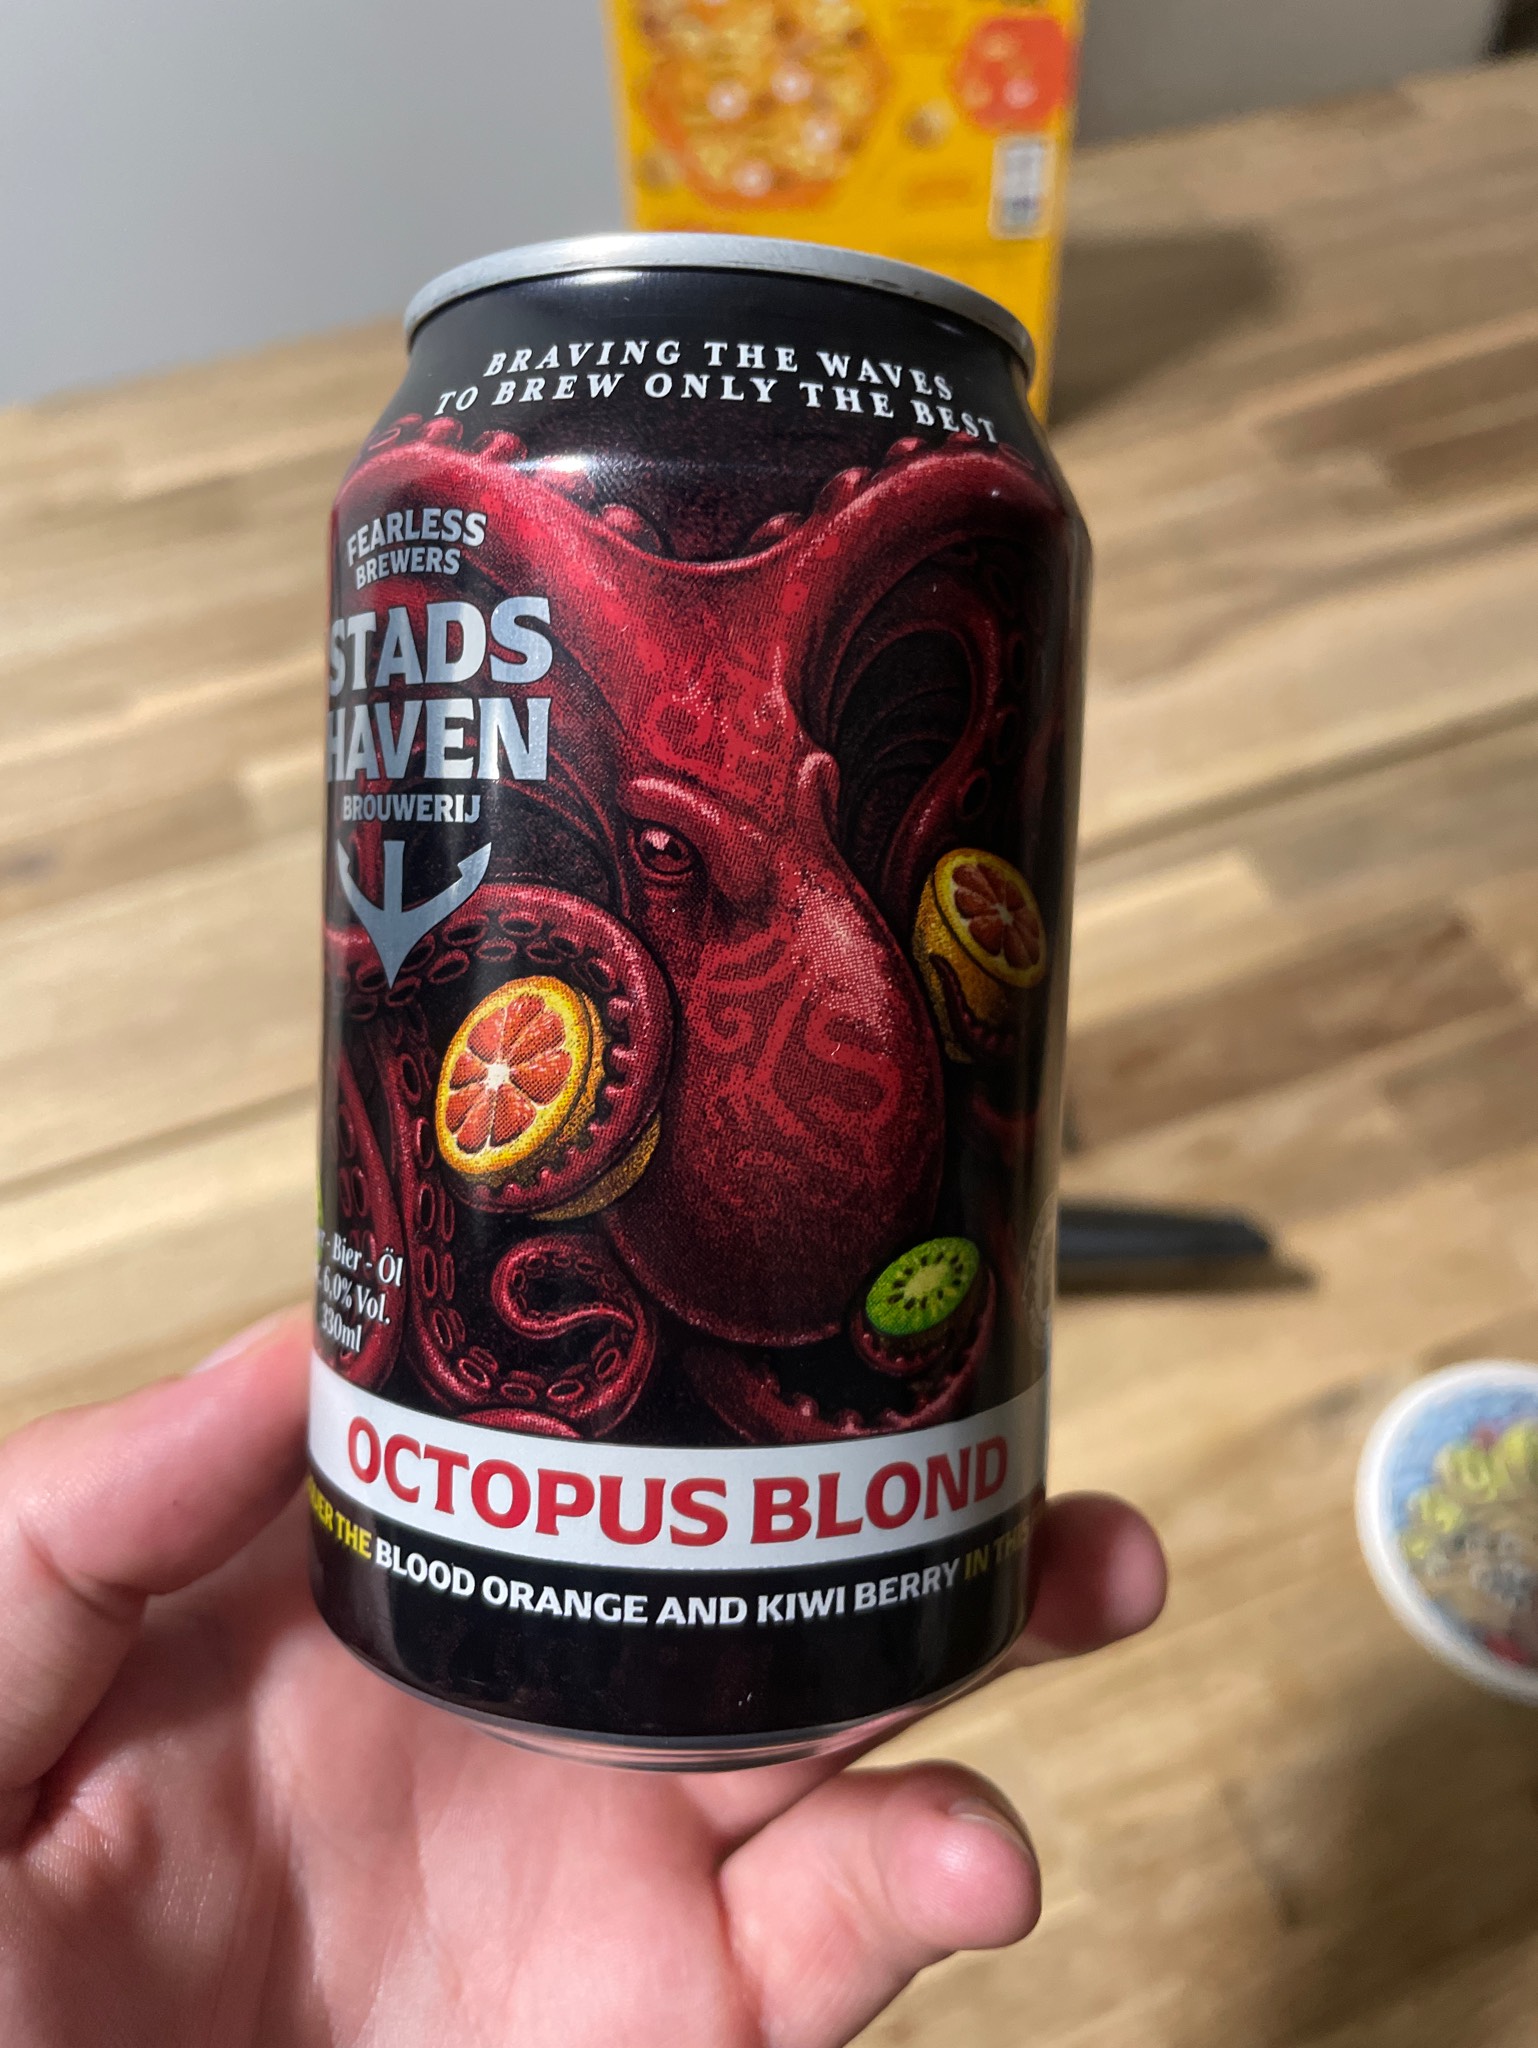 BRAVING THE WAVES
TO BREW ONLY THE BEST
FEARLESS
BREWERS
STADS
HAVEN
BROUWERIJ
- Bier - Öl
6,0% Vol.
330ml
OCTOPUS BLOND
THE BLOOD ORANGE AND KIWI BERRY IN